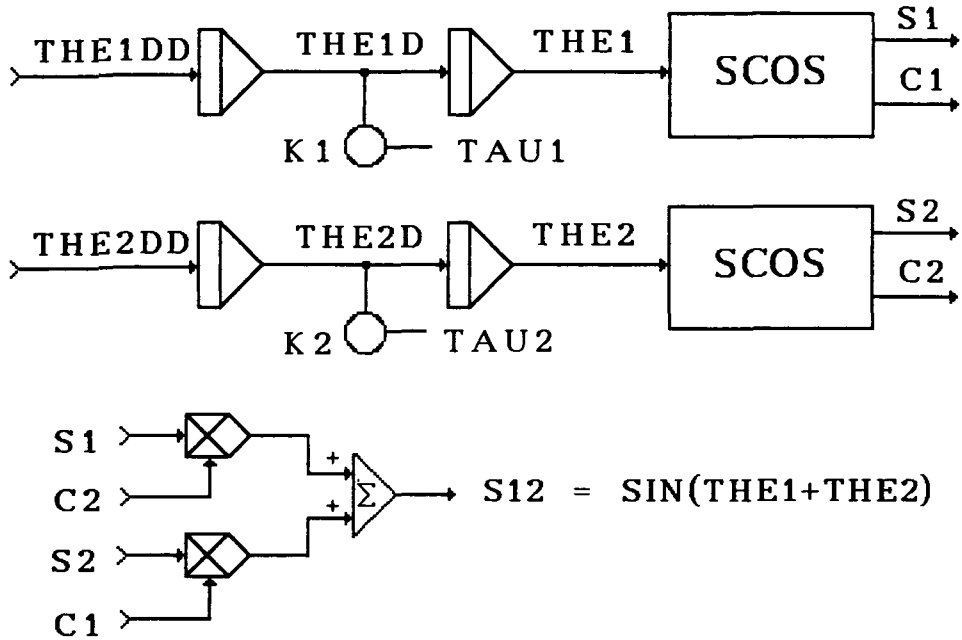 THE1DD THE1D THE1 SCOS S1
C1
K1 TAU1
THE2DD THE2D THE2 SCOS S2
C2
K2 TAU2
S1
C2
+
+
Σ
S12 = SIN(THE1+THE2)
S2
C1